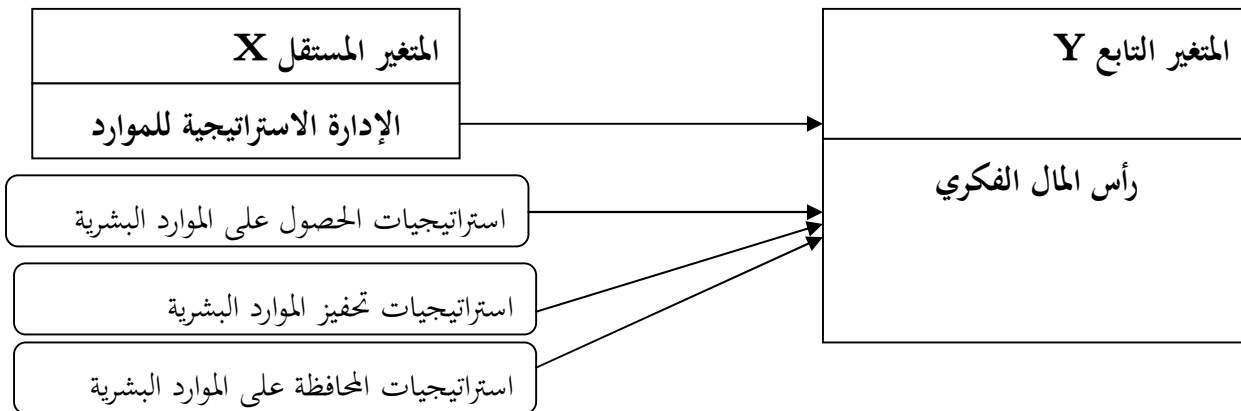 المتغير المستقل X
الإدارة الاستراتيجية للموارد
استراتيجيات الحصول على الموارد البشرية
استراتيجيات تحفيز الموارد البشرية
استراتيجيات المحافظة على الموارد البشرية
المتغير التابع Y
رأس المال الفكري